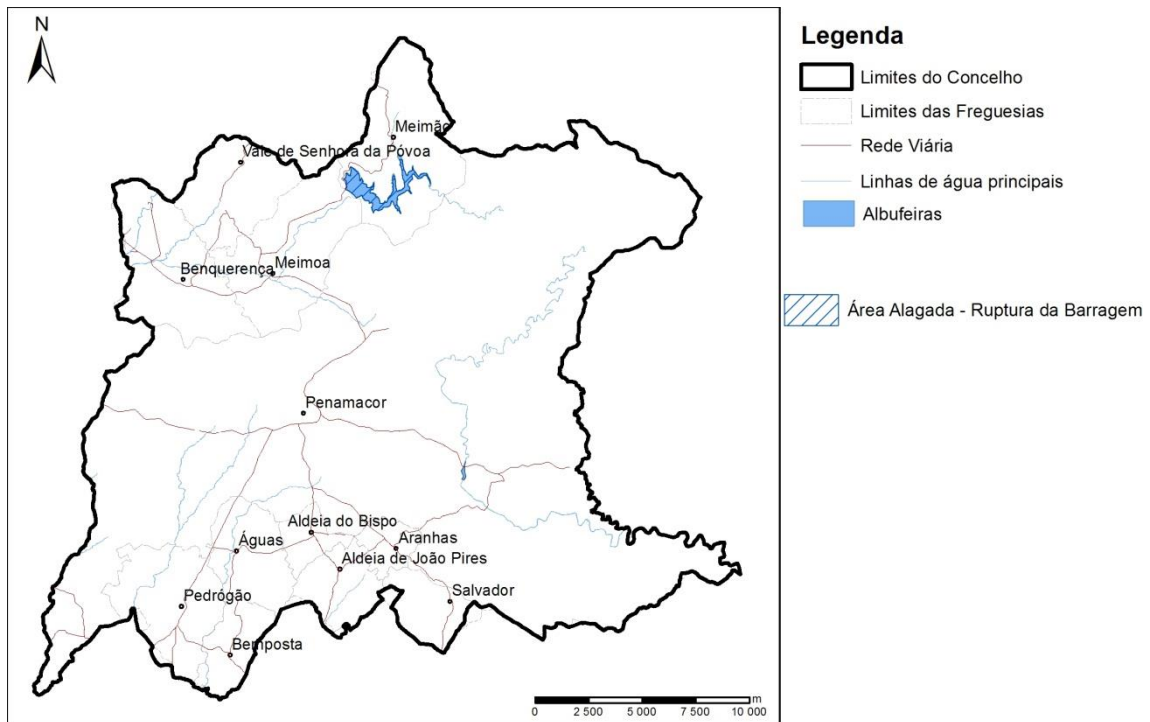 N
Meimão
Vale de Senhora da Póvoa
Benquerença
Meimoa
Penamacor
Aldeia do Bispo
Águas
Aranhas
Aldeia de João Pires
Pedrógão
Salvador
Bemposta
m
0 2 500 5 000 7 500 10 000
Legenda
Limites do Concelho
Limites das Freguesias
Rede Viária
Linhas de água principais
Albufeiras
Área Alagada - Ruptura da Barragem